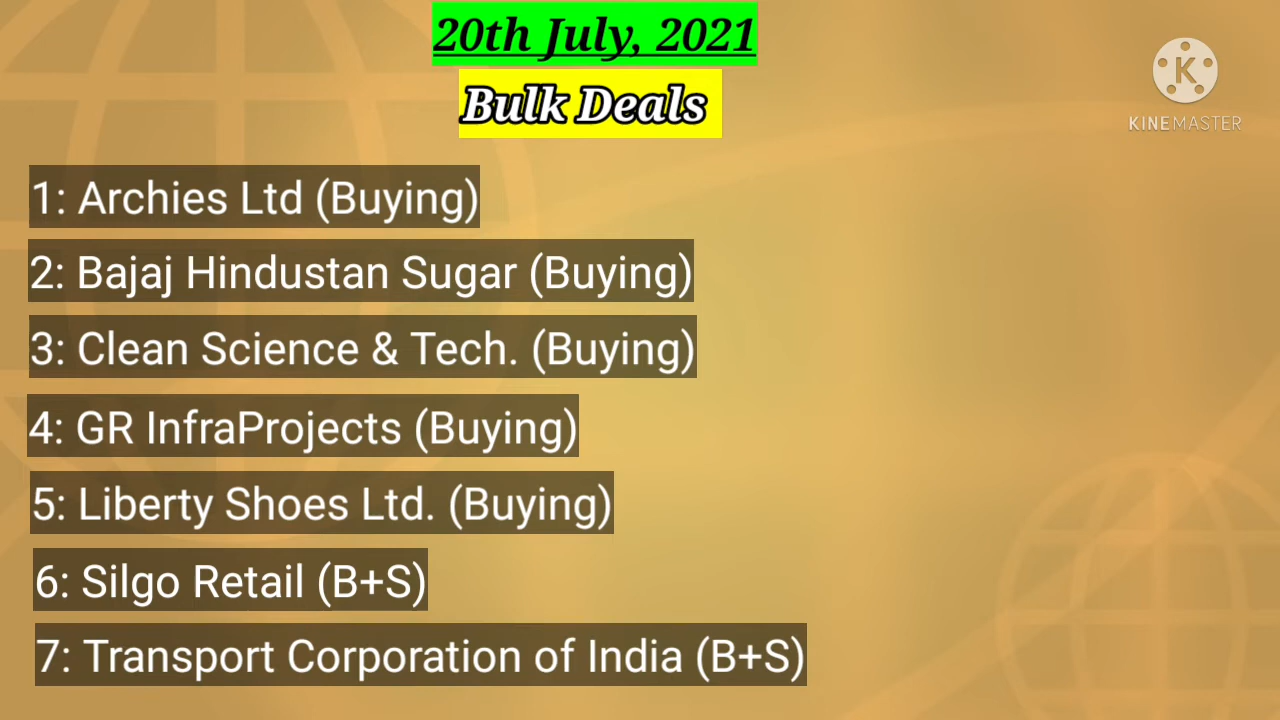 20th July, 2021
Bulk Deals
K
KINEMASTER
1: Archies Ltd (Buying)
2: Bajaj Hindustan Sugar (Buying)
3: Clean Science & Tech. (Buying)
4: GR InfraProjects (Buying)
5: Liberty Shoes Ltd. (Buying)
6: Silgo Retail (B+S)
7: Transport Corporation of India (B+S)